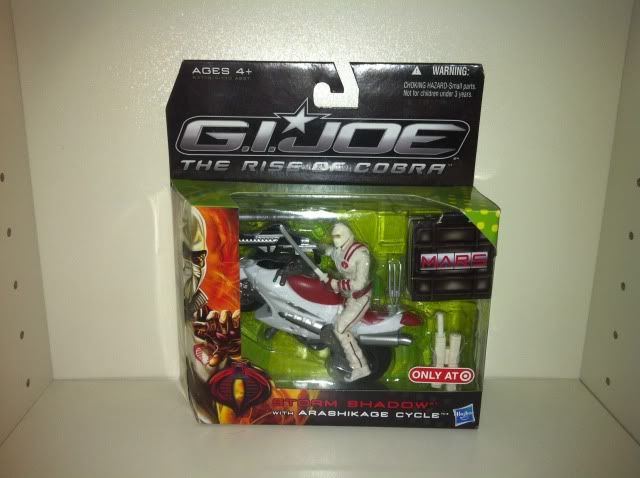 AGES 4+
WARNING:
CHOKING HAZARD-Small parts.
Not for children under 3 years.
G.I. JOE
THE RISE OF COBRA
MARS
ONLY AT
STORM SHADOW
WITH ARASHIKAGE CYCLE
Hasbro